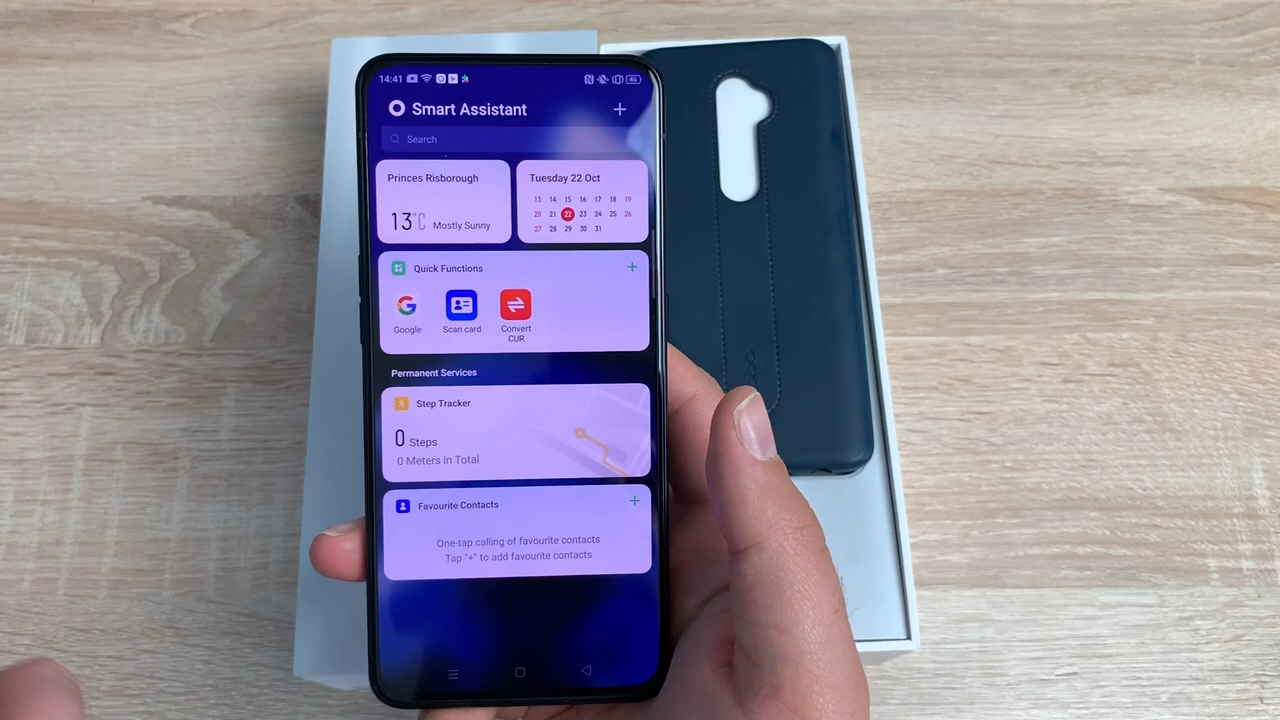 14:41
46
Smart Assistant
Search
Princes Risborough
13°C Mostly Sunny
Tuesday 22 Oct
13 14 15 16 17 18 19
20 21 22 23 24 25 26
27 28 29 30 31
Quick Functions
Google
Scan card
Convert
CUR
Permanent Services
Step Tracker
0 Steps
0 Meters in Total
Favourite Contacts
One-tap calling of favourite contacts
Tap "+" to add favourite contacts